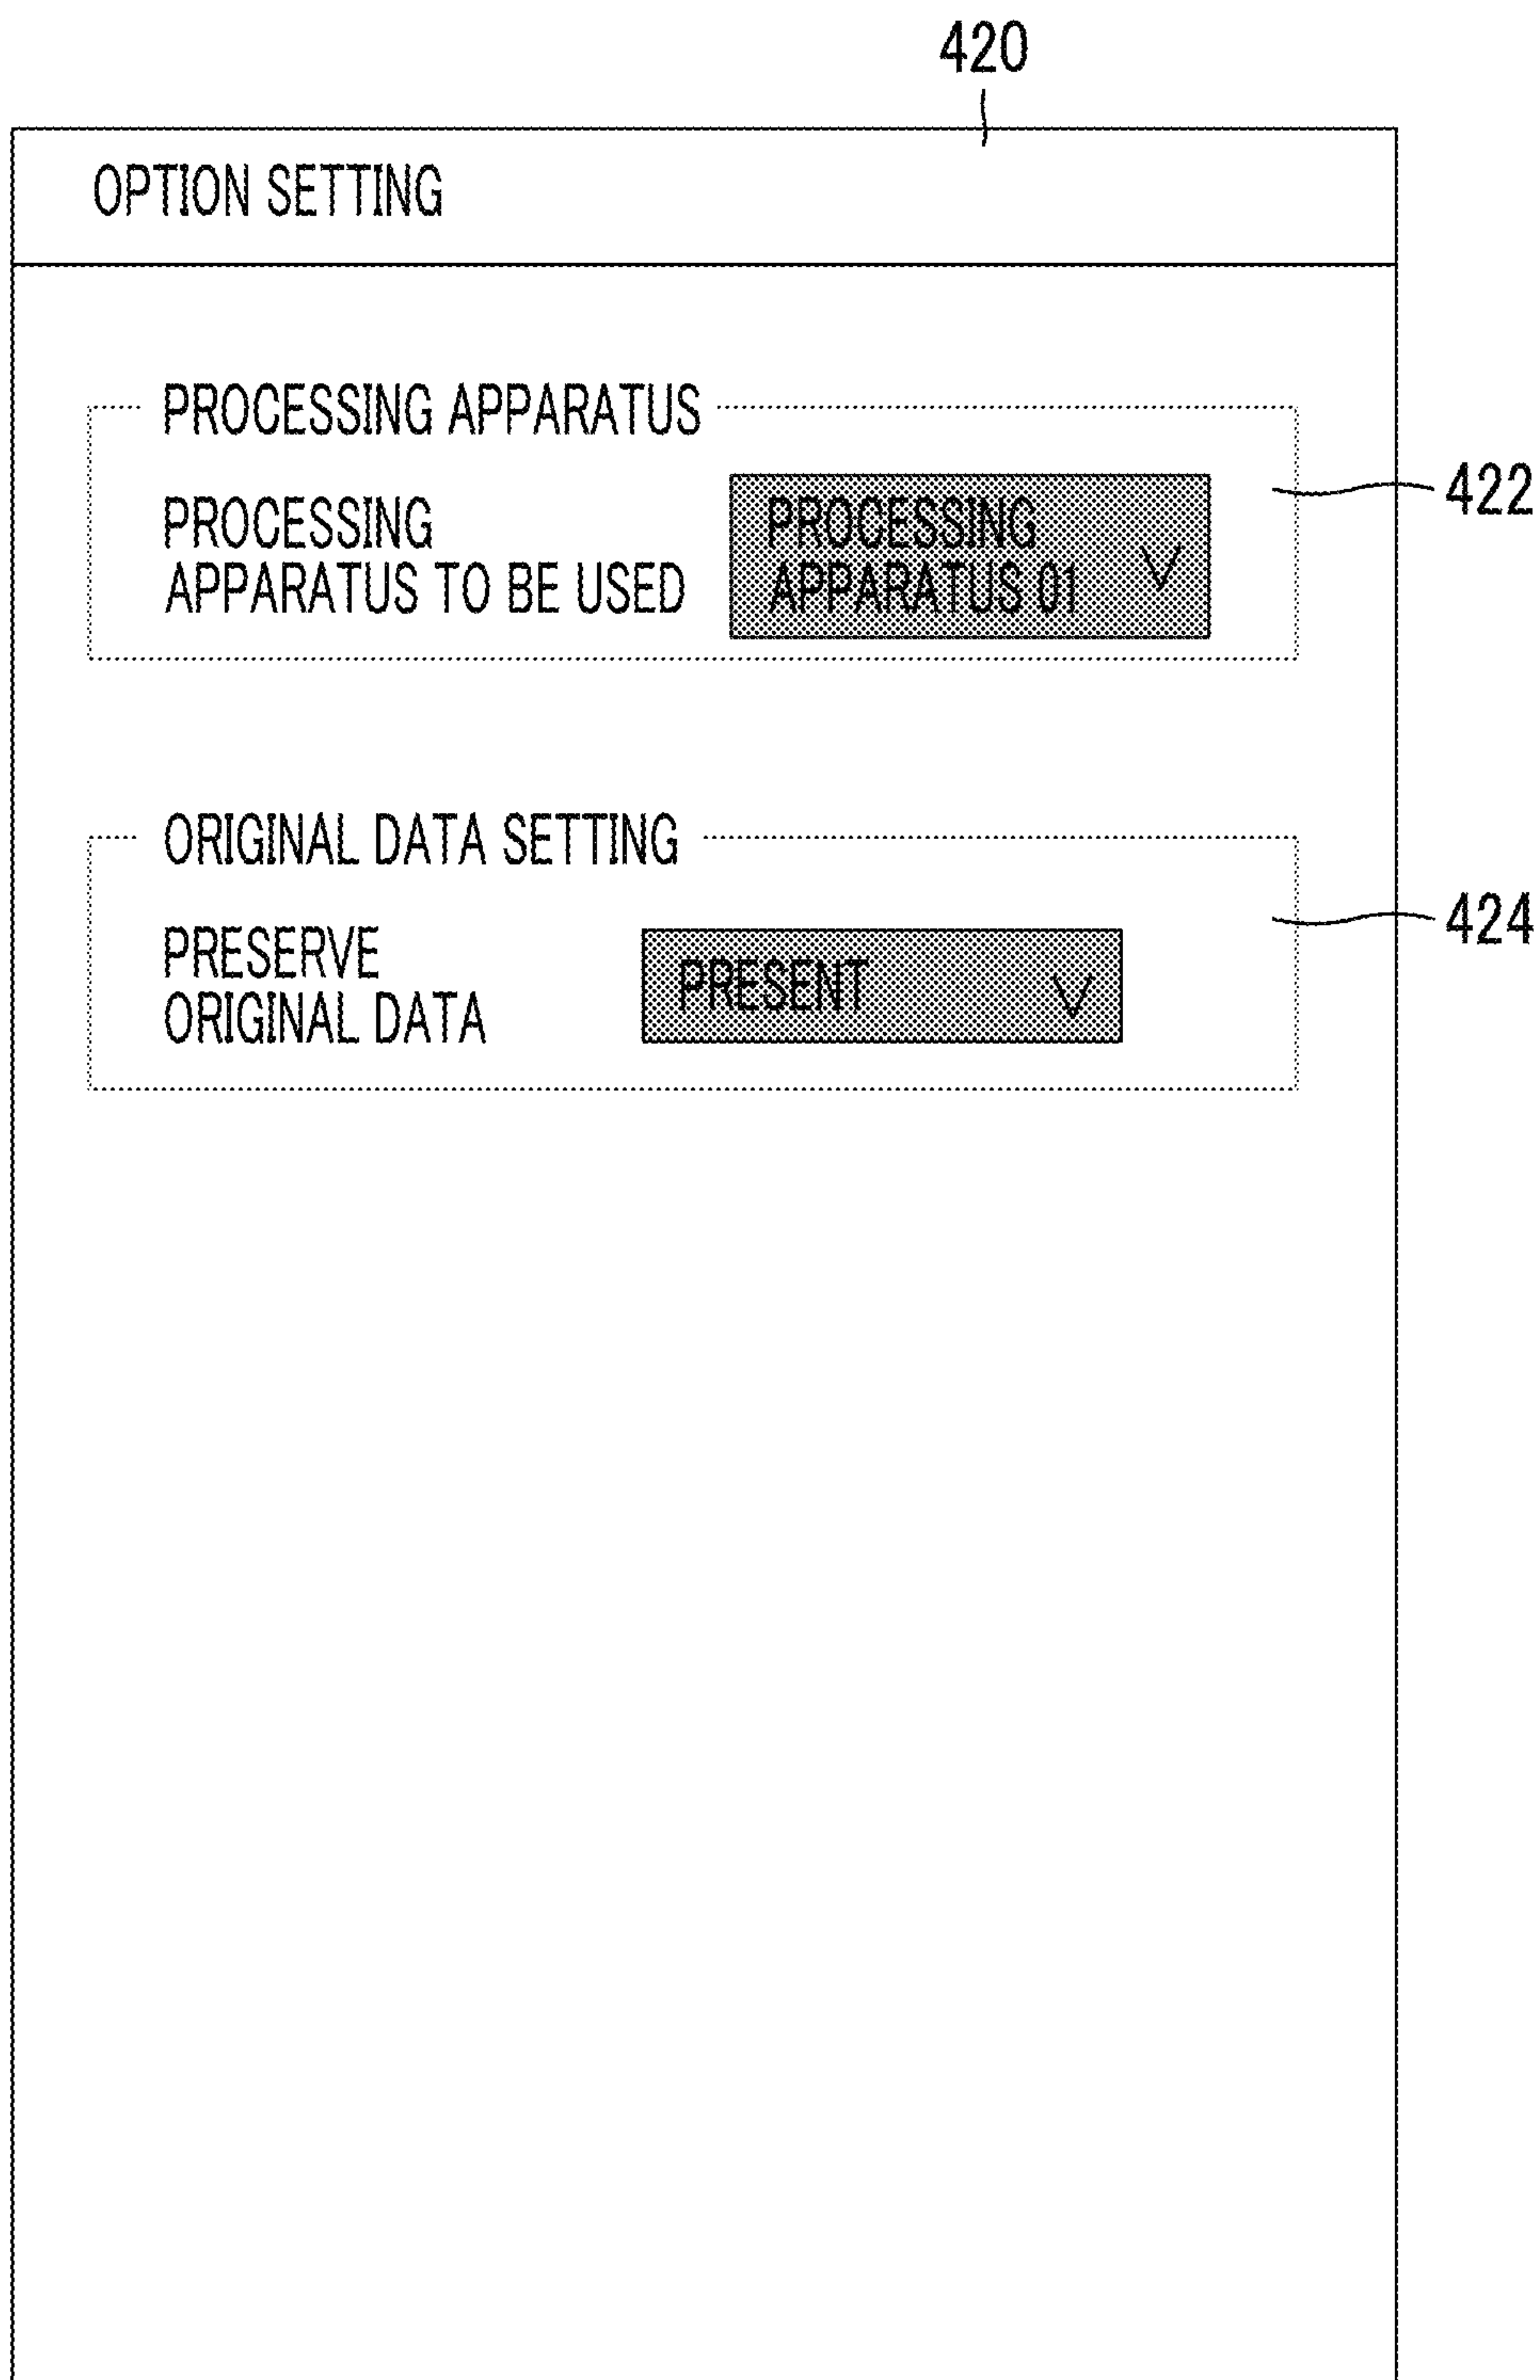 420
OPTION SETTING
PROCESSING APPARATUS
PROCESSING
APPARATUS TO BE USED
PROCESSING
APPARATUS 01
422
ORIGINAL DATA SETTING
PRESERVE
ORIGINAL DATA
PRESENT
424